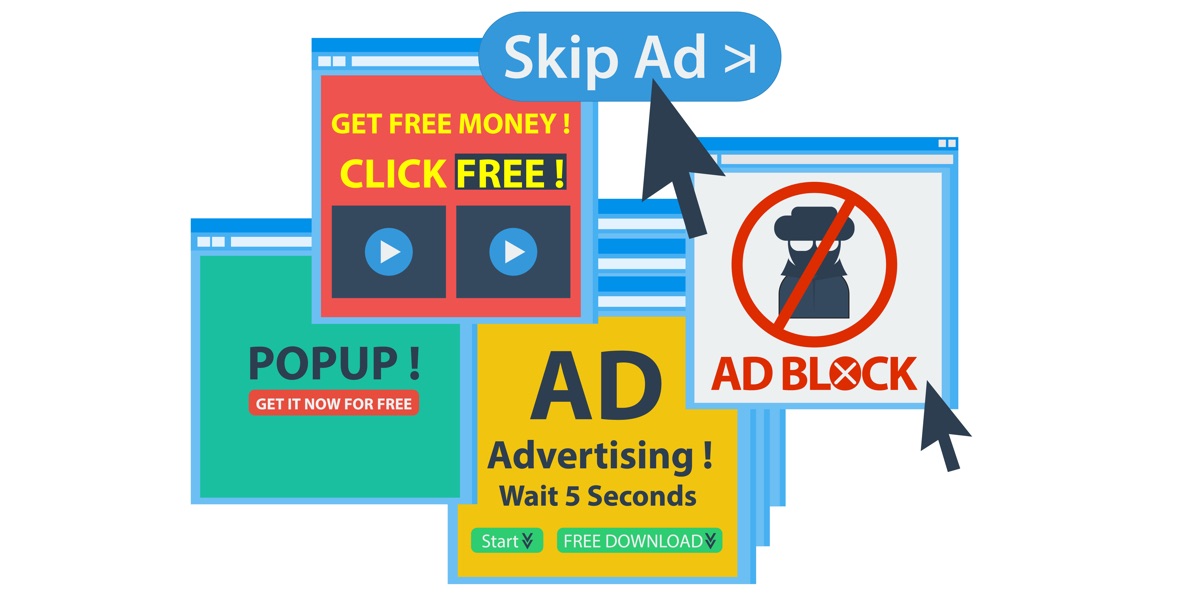 Skip Ad
GET FREE MONEY !
CLICK FREE !
POPUP !
GET IT NOW FOR FREE
AD
Advertising !
Wait 5 Seconds
Start
FREE DOWNLOAD
AD BLOCK